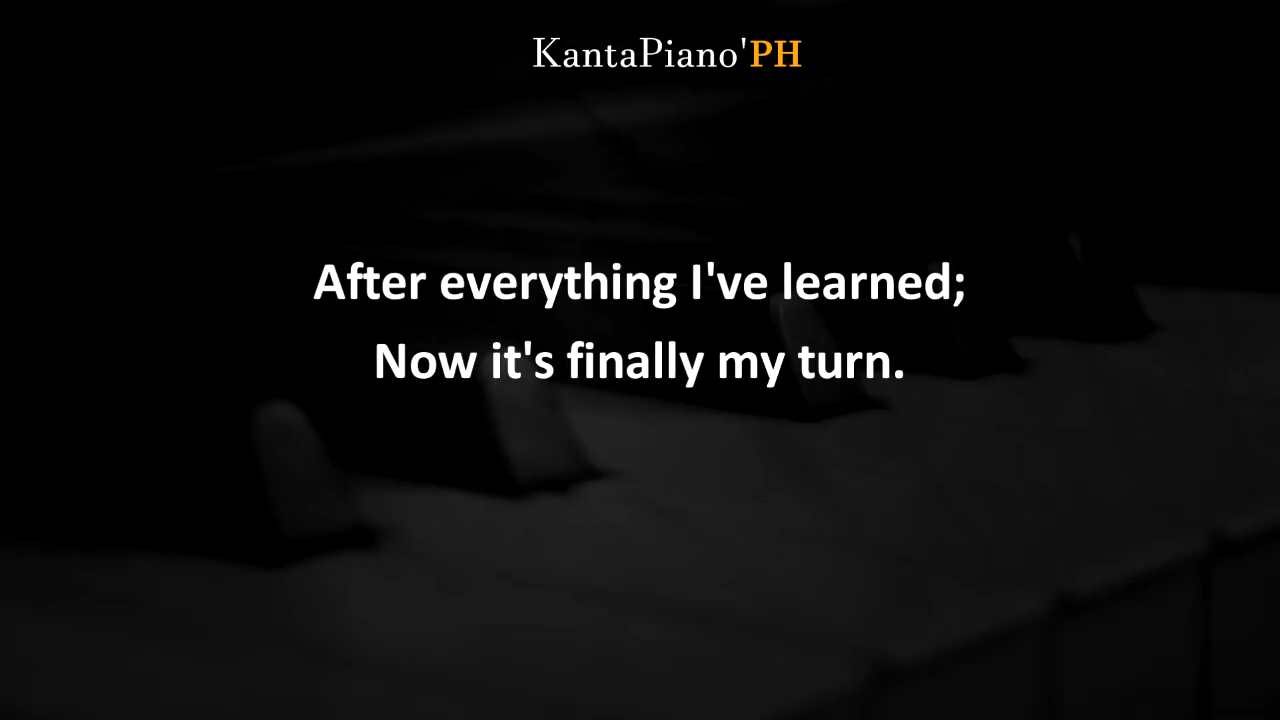 KantaPiano'PH
After everything I've learned;
Now it's finally my turn.